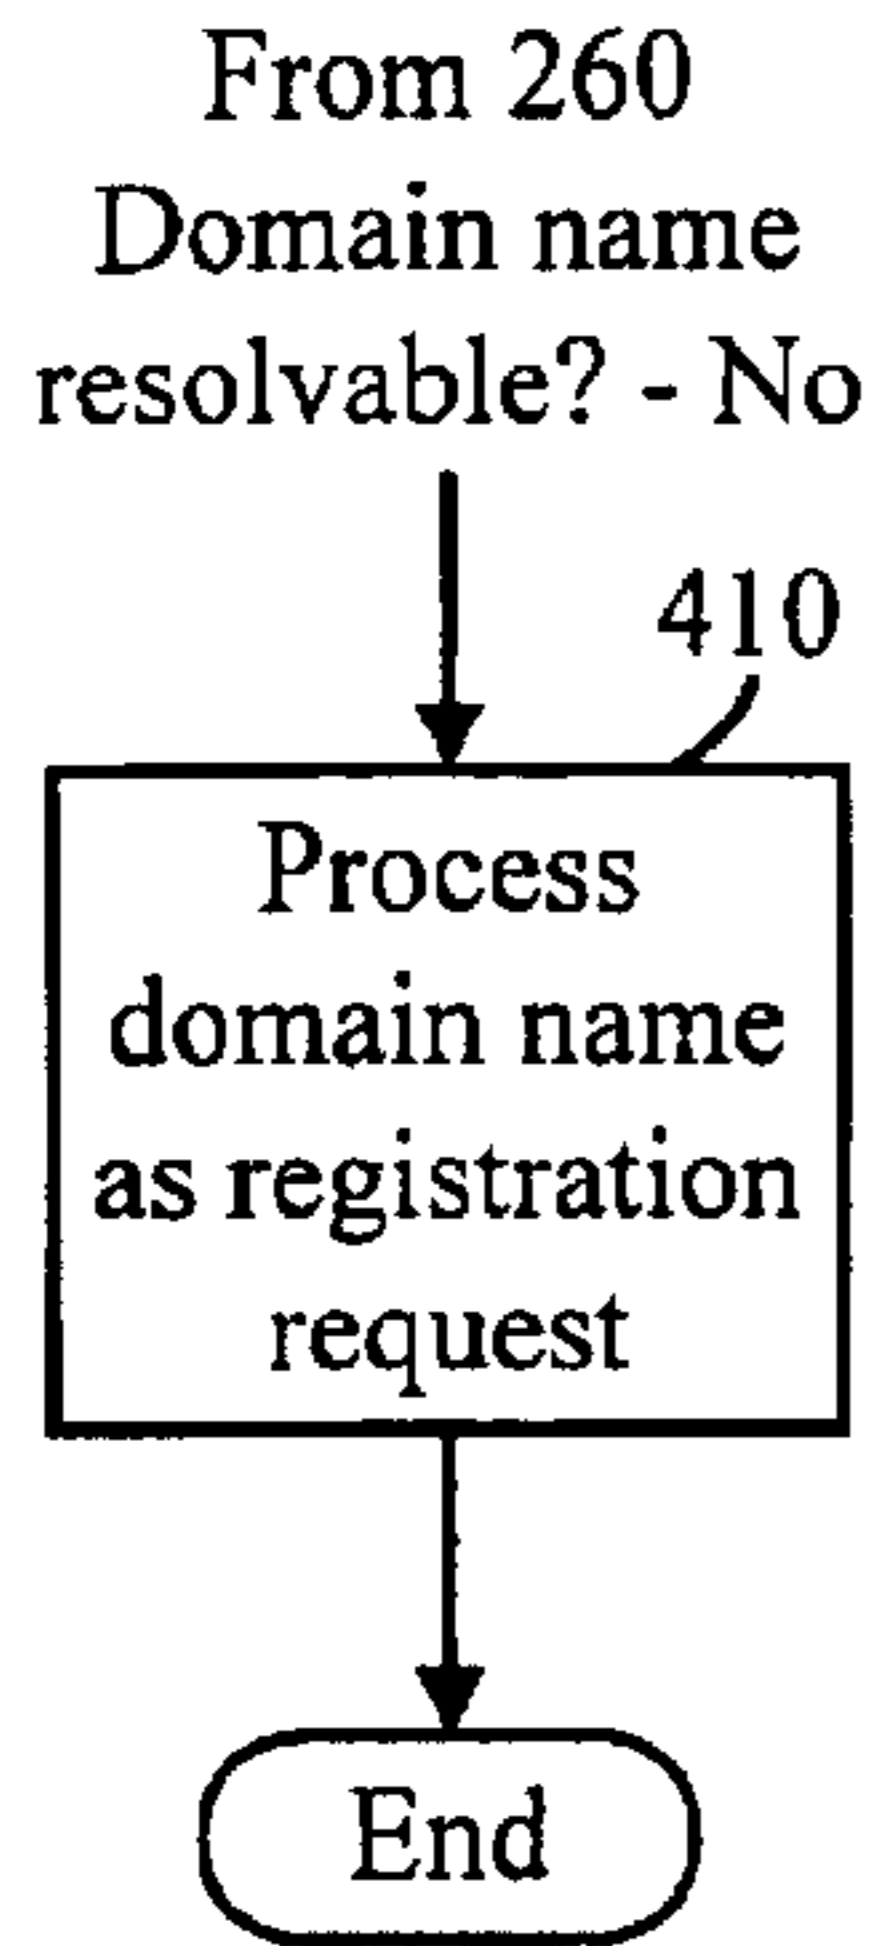 From 260
Domain name
resolvable? - No
410
Process
domain name
as registration
request
End